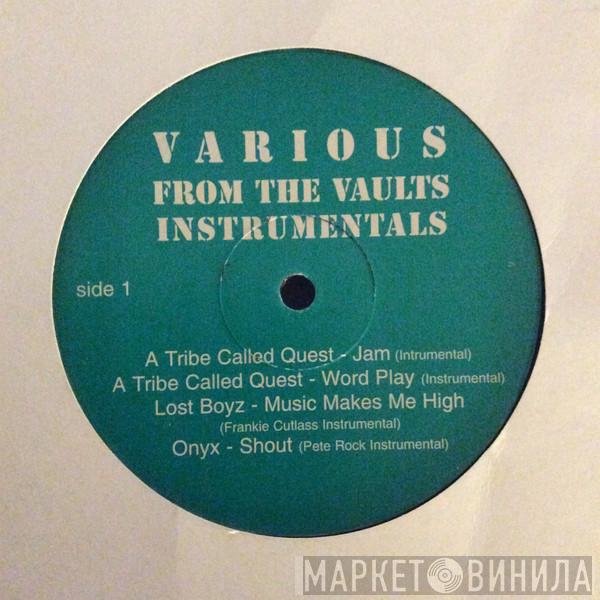 VARIOUS
FROM THE VAULTS
INSTRUMENTALS
side 1
A Tribe Called Quest - Jam (Intrumental)
A Tribe Called Quest - Word Play (Instrumental)
Lost Boyz - Music Makes Me High
(Frankie Cutlass Instrumental)
Onyx - Shout (Pete Rock Instrumental)
МАРКЕТ ВИНИЛА